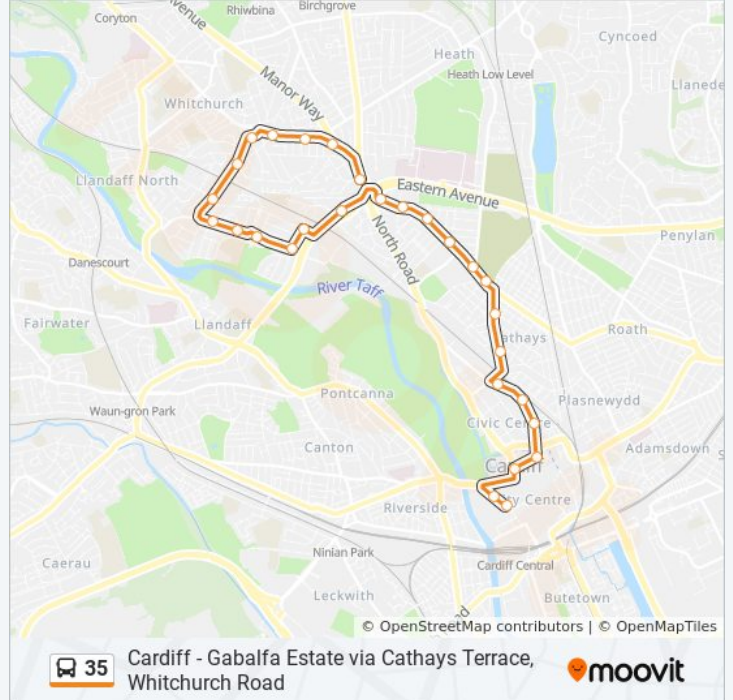 Rhiwbina
Birchgrove
Coryton
Avenue
Cyncoed
Heath
Heath Low Level
Manor Way
Llanede
Whitchurch
Llandaff North
Eastern Avenue
North Road
Penylan
Danescourt
River Taff
Fairwater
Llandaff
athays
Roath
Pontcanna
Plasnewydd
Waun-gron Park
Civic Centre
Canton
Adamsdown
S
Cardiff
ty Centre
Riverside
Ninian Park
Caerau
Cardiff Central
Leckwith
Butetown
© OpenStreetMap contributors | © OpenMapTiles
35
Cardiff - Gabalfa Estate via Cathays Terrace,
Whitchurch Road
moovit